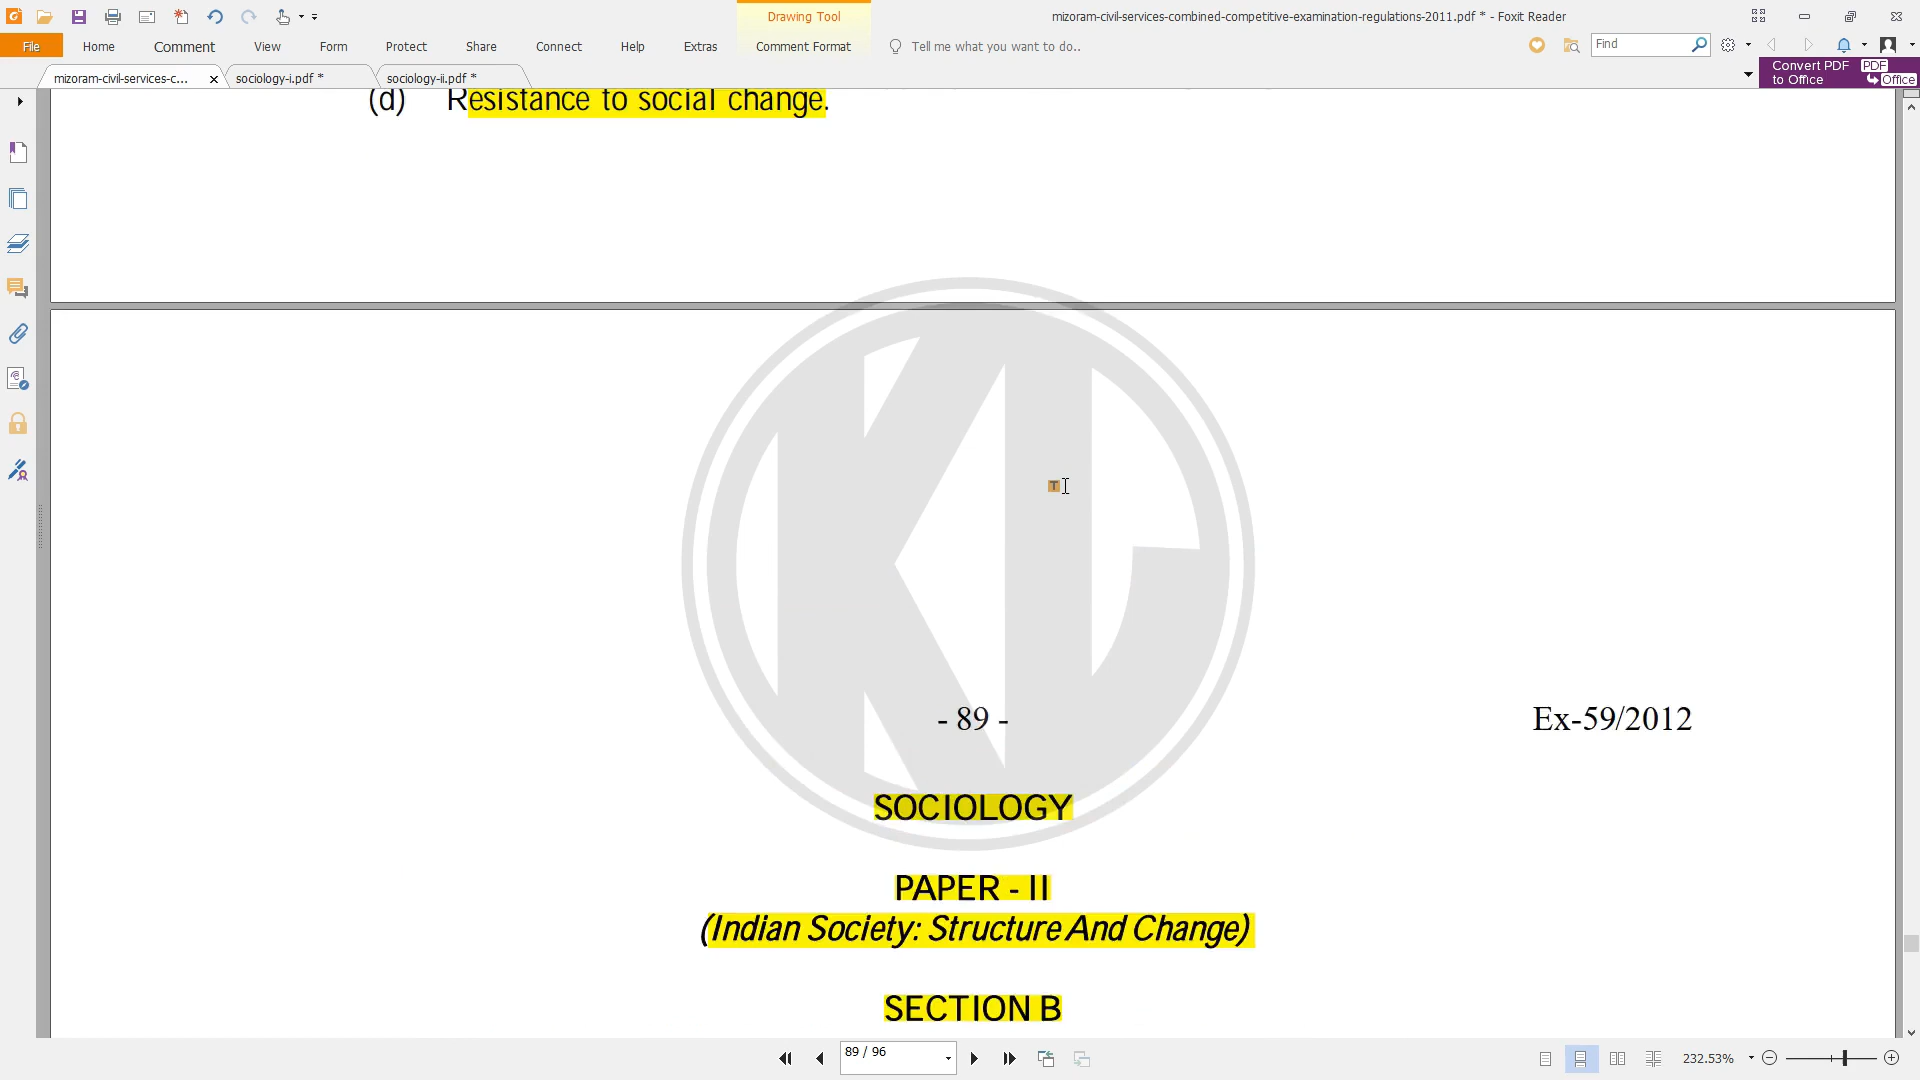 Drawing Tool
mizoram-civil-services-combined-competitive-examination-regulations-2011.pdf * - Foxit Reader
File
Home
Comment
View
Form
Protect
Share
Connect
Help
Extras
Comment Format
Tell me what you want to do..
Find
mizoram-civil-services-c...
sociology-i.pdf *
sociology-ii.pdf *
Convert PDF to Office
PDF
Office
(d) Resistance to social change.
T
- 89 -
Ex-59/2012
SOCIOLOGY
PAPER - II
(Indian Society: Structure And Change)
SECTION B
89 / 96
232.53%